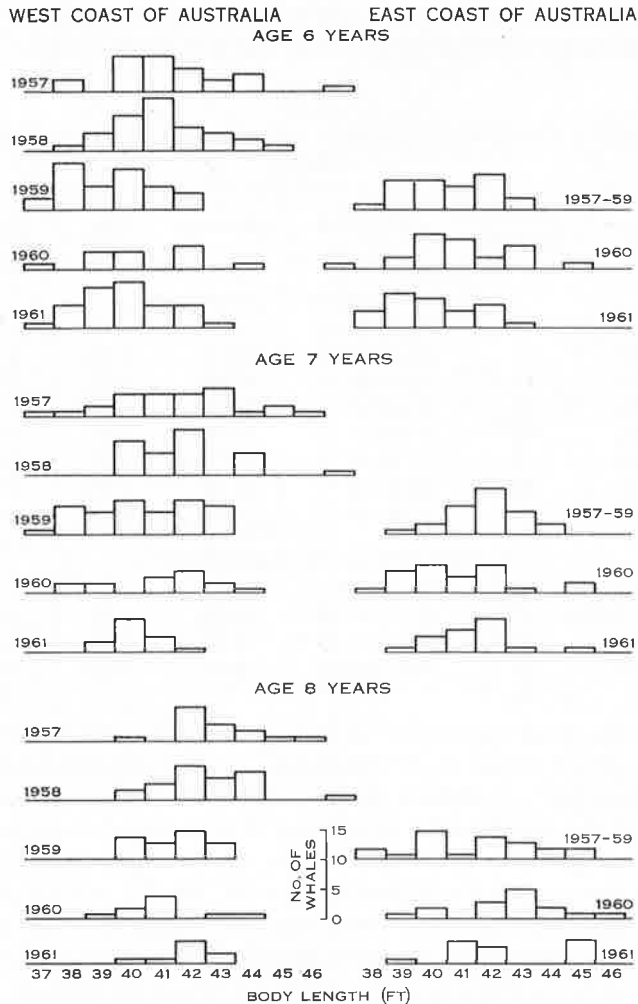 WEST COAST OF AUSTRALIA EAST COAST OF AUSTRALIA
AGE 6 YEARS
1957
1958
1959 1957-59
1960 1960
1961 1961
AGE 7 YEARS
1957
1958
1959 1957-59
1960 1960
1961 1961
AGE 8 YEARS
1957
1958
1959 15 1957-59
10
NO. OF WHALES
1960 5 1960
0
1961 1961
37 38 39 40 41 42 43 44 45 46 38 39 40 41 42 43 44 45 46
BODY LENGTH (FT)